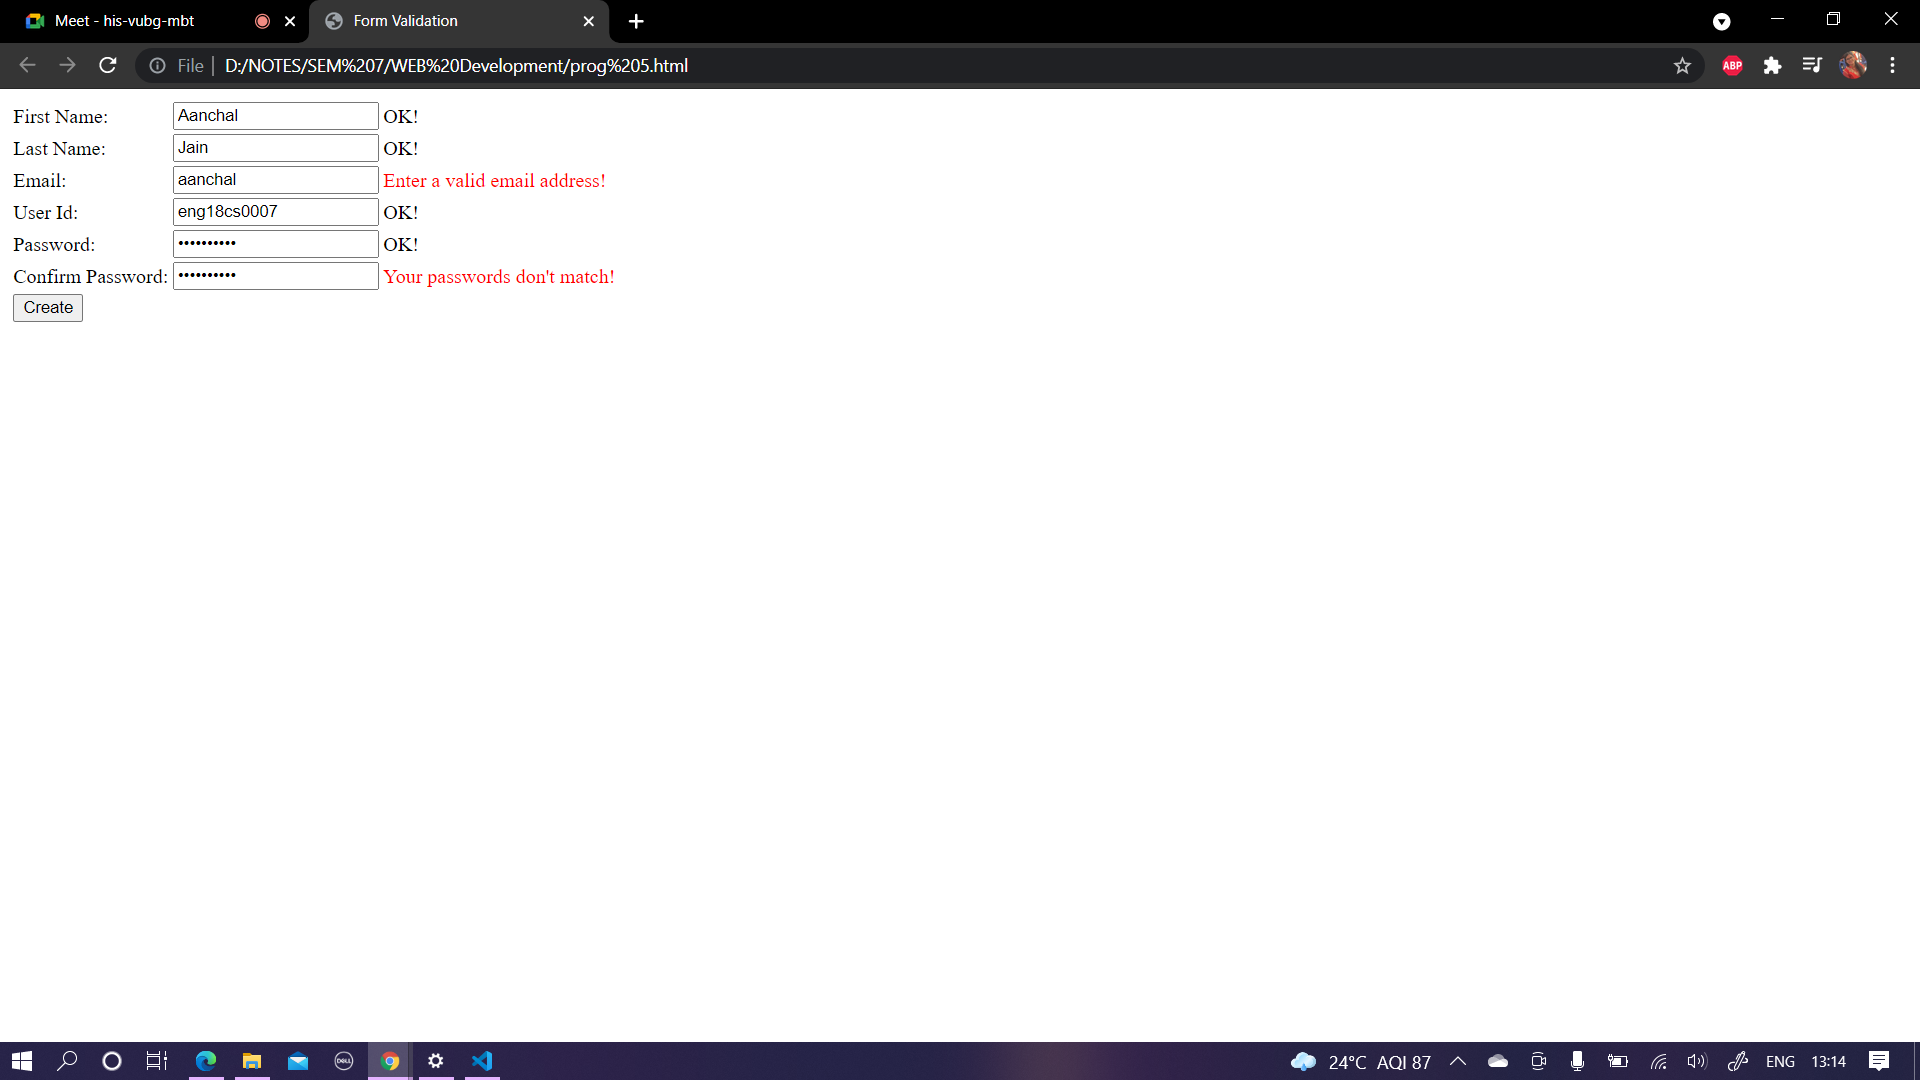 Meet - his-vubg-mbt
Form Validation
File | D:/NOTES/SEM%207/WEB%20Development/prog%205.html
ABP
First Name: Aanchal OK!
Last Name: Jain OK!
Email: aanchal Enter a valid email address!
User Id: eng18cs0007 OK!
Password: •••••••••• OK!
Confirm Password: •••••••••• Your passwords don't match!
Create
DELL
24°C AQI 87
ENG
13:14